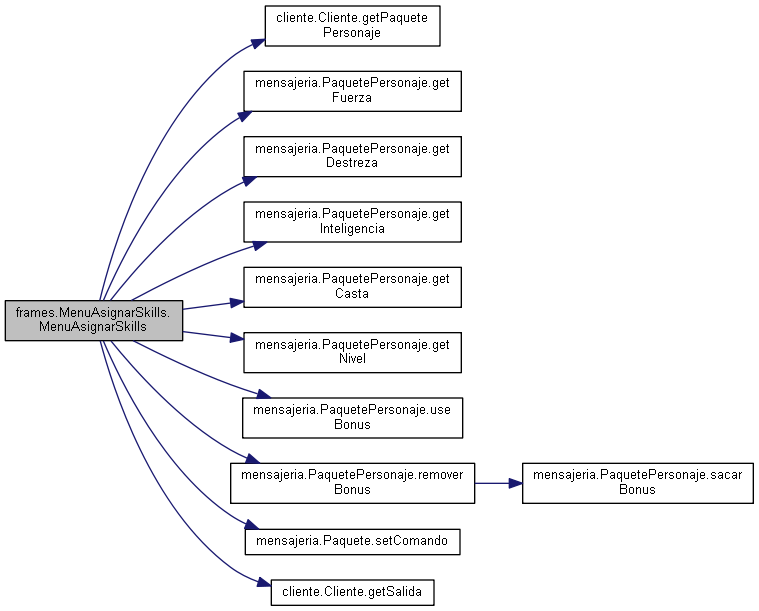 cliente.Cliente.getPaquete
Personaje
mensajeria.PaquetePersonaje.get
Fuerza
mensajeria.PaquetePersonaje.get
Destreza
mensajeria.PaquetePersonaje.get
Inteligencia
mensajeria.PaquetePersonaje.get
Casta
frames.MenuAsignarSkills.
MenuAsignarSkills
mensajeria.PaquetePersonaje.get
Nivel
mensajeria.PaquetePersonaje.use
Bonus
mensajeria.PaquetePersonaje.remover
Bonus
mensajeria.PaquetePersonaje.sacar
Bonus
mensajeria.Paquete.setComando
cliente.Cliente.getSalida